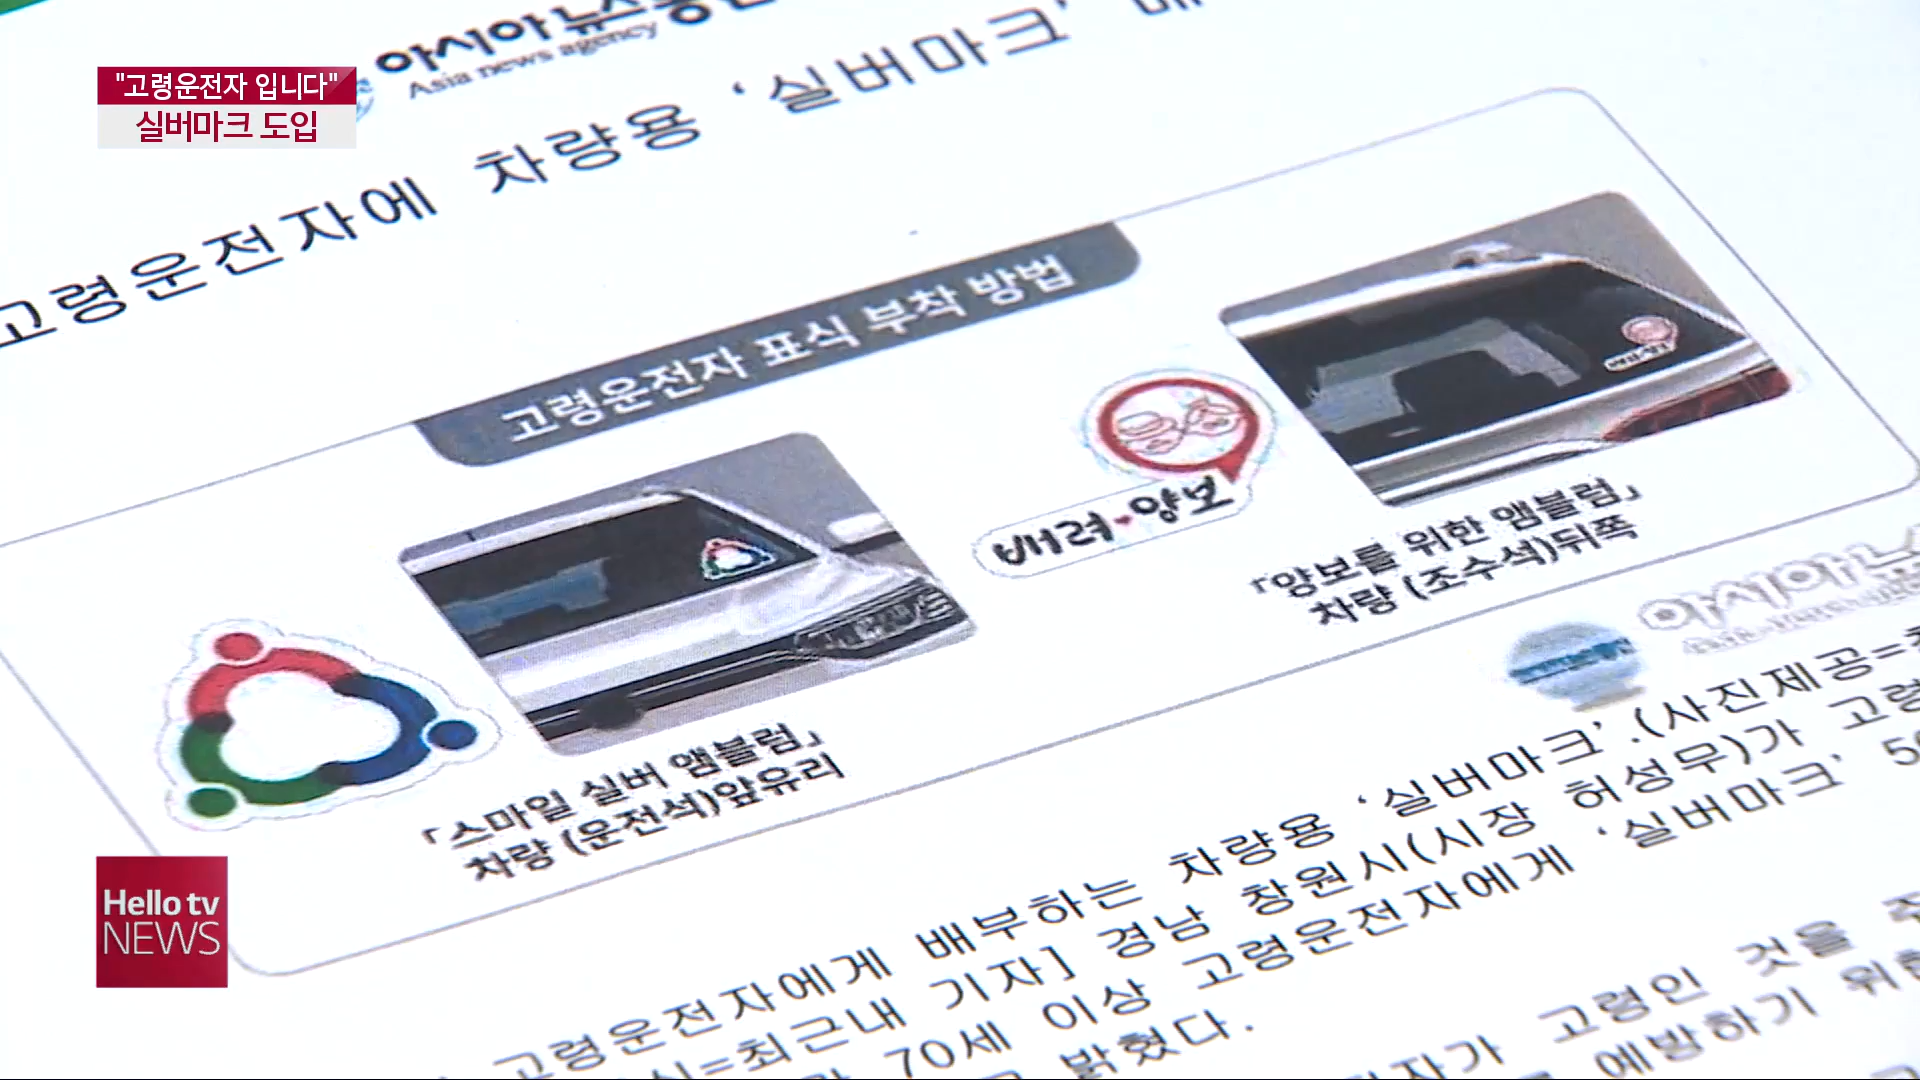 "고령운전자 입니다"
실버마크 도입
아시아뉴스통신
Asia news agency
고령운전자에 차량용 '실버마크'
고령운전자 표식 부착 방법
배려 양보
「양보를 위한 앰블럼」
차량 (조수석)뒤쪽
「스마일 실버 앰블럼」
차량 (운전석)앞유리
아시아뉴
고령운전자에게 배부하는 차량용 '실버마크'.(사진제공=
=최근내 기자] 경남 창원시(시장 허성무)가 고령
70세 이상 고령운전자에게 '실버마크'
밝혔다.
고령인 것을
예방하기
Hello tv
NEWS